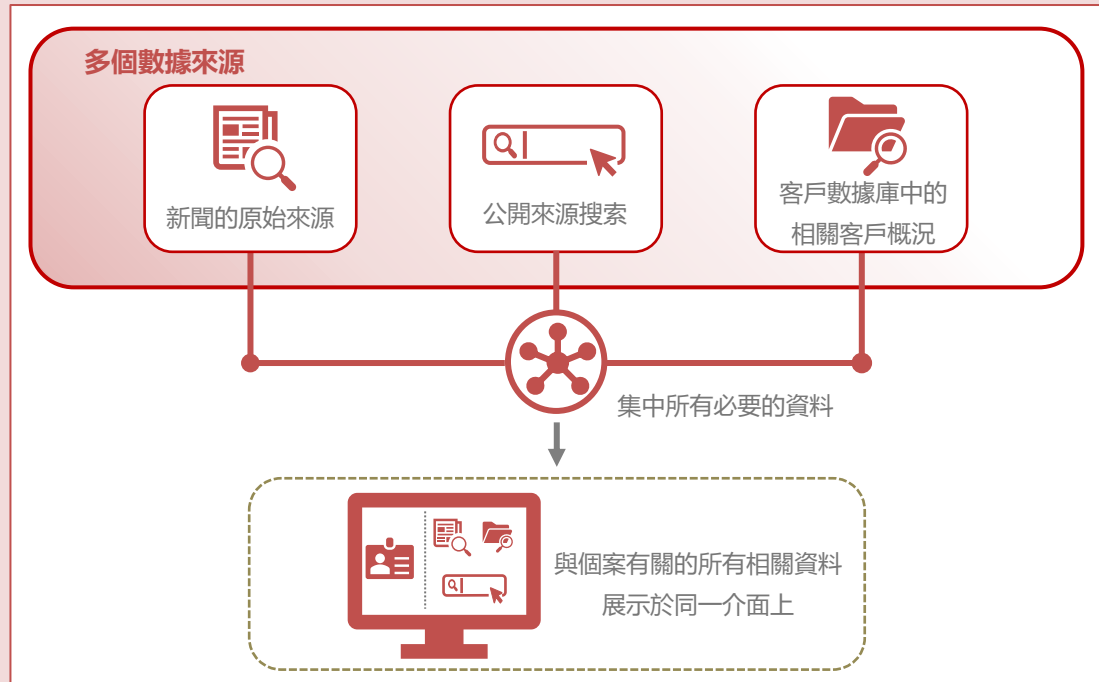 多個數據來源
新聞的原始來源
公開來源搜索
客戶數據庫中的
相關客戶概況
集中所有必要的資料
與個案有關的所有相關資料
展示於同一介面上